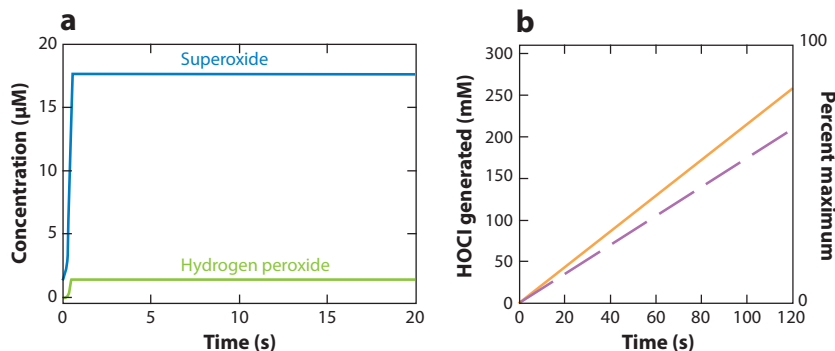 a
Concentration (µM)
20
15
10
5
0
Superoxide
Hydrogen peroxide
0
5
10
15
20
Time (s)
b
HOCl generated (mM)
300
250
200
150
100
50
0
0
20
40
60
80
100
120
Time (s)
100
0
Percent maximum